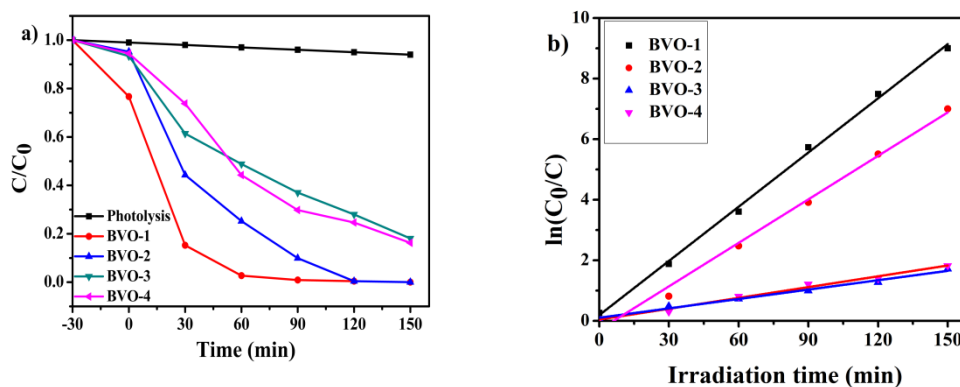 a)
C/C0
1.0
0.8
0.6
0.4
0.2
0.0
Photolysis
BVO-1
BVO-2
BVO-3
BVO-4
-30 0 30 60 90 120 150
Time (min)
b)
ln(C0/C)
10
8
6
4
2
0
BVO-1
BVO-2
BVO-3
BVO-4
0 30 60 90 120 150
Irradiation time (min)